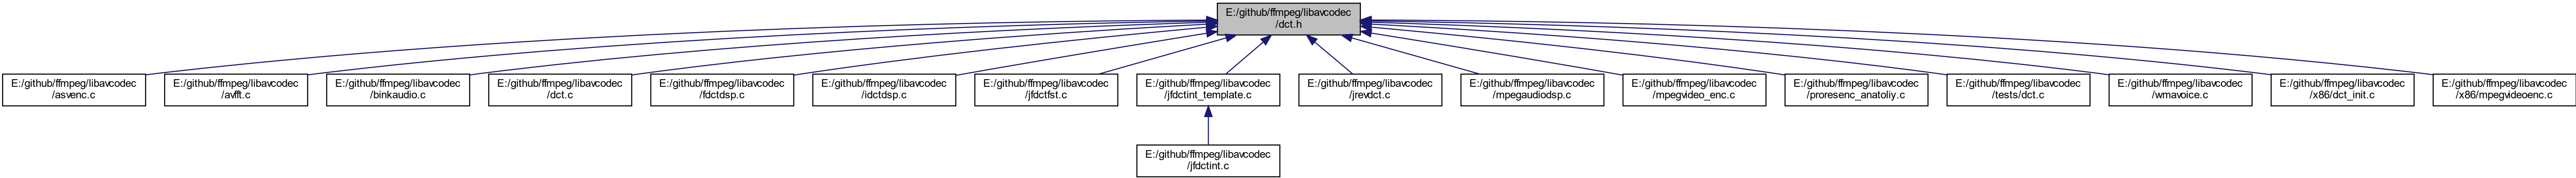 E:/github/ffmpeg/libavcodec
/dct.h
E:/github/ffmpeg/libavcodec
/asvenc.c
E:/github/ffmpeg/libavcodec
/avfft.c
E:/github/ffmpeg/libavcodec
/binkaudio.c
E:/github/ffmpeg/libavcodec
/dct.c
E:/github/ffmpeg/libavcodec
/fdctdsp.c
E:/github/ffmpeg/libavcodec
/idctdsp.c
E:/github/ffmpeg/libavcodec
/jfdctfst.c
E:/github/ffmpeg/libavcodec
/jfdctint_template.c
E:/github/ffmpeg/libavcodec
/jrevdct.c
E:/github/ffmpeg/libavcodec
/mpegaudiodsp.c
E:/github/ffmpeg/libavcodec
/mpegvideo_enc.c
E:/github/ffmpeg/libavcodec
/proresenc_anatoliy.c
E:/github/ffmpeg/libavcodec
/tests/dct.c
E:/github/ffmpeg/libavcodec
/wmavoice.c
E:/github/ffmpeg/libavcodec
/x86/dct_init.c
E:/github/ffmpeg/libavcodec
/x86/mpegvideoenc.c
E:/github/ffmpeg/libavcodec
/jfdctint.c